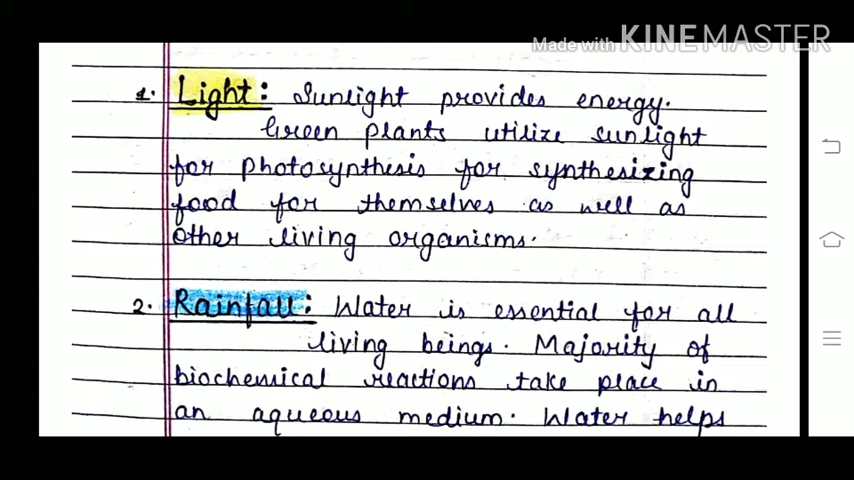 Made with KINEMASTER
1. Light: Sunlight provides energy.
Green plants utilize sunlight
for photosynthesis for synthesizing
food for themselves as well as
other living organisms.
2. Rainfall: Water is essential for all
living beings. Majority of
biochemical reactions take place in
an aqueous medium. Water helps